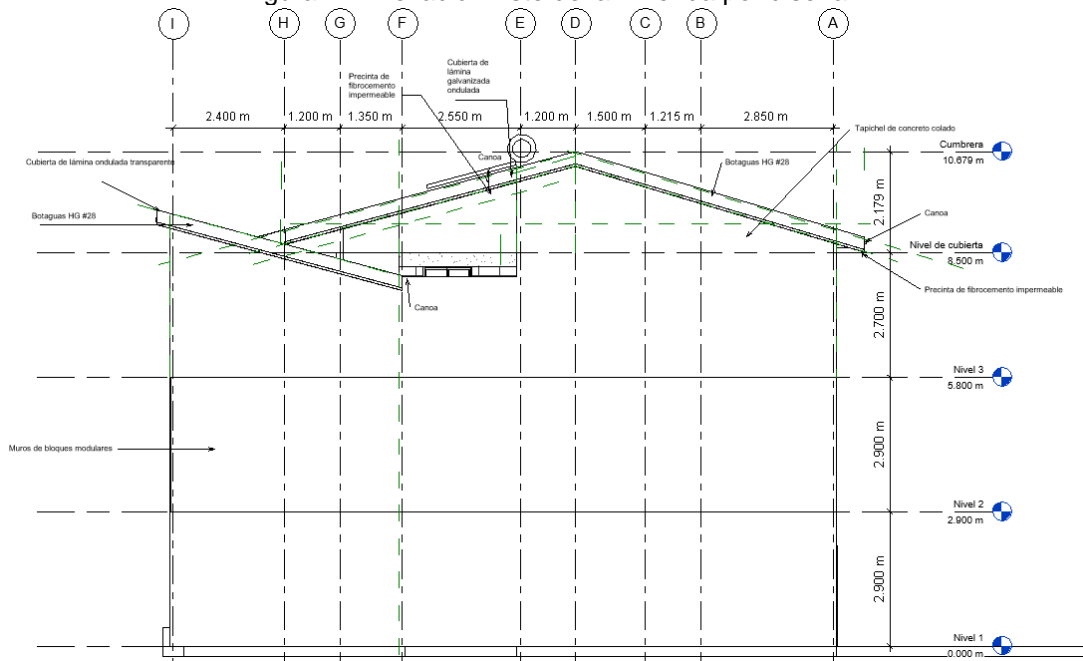 I
H
G
F
E
D
C
B
A
Precinta de
fibrocemento
impermeable
Cubierta de
lámina
galvanizada
ondulada
2.400 m
1.200 m
1.350 m
2.550 m
1.200 m
1.500 m
1.215 m
2.850 m
Tapichel de concreto colado
Cumbrera
10.679 m
Cubierta de lámina ondulada transparente
Canoa
Botaguas HG #28
2.179 m
Botaguas HG #28
Canoa
Nivel de cubierta
8.500 m
Precinta de fibrocemento impermeable
Canoa
2.700 m
Nivel 3
5.800 m
Muros de bloques modulares
2.900 m
Nivel 2
2.900 m
2.900 m
Nivel 1
0.000 m